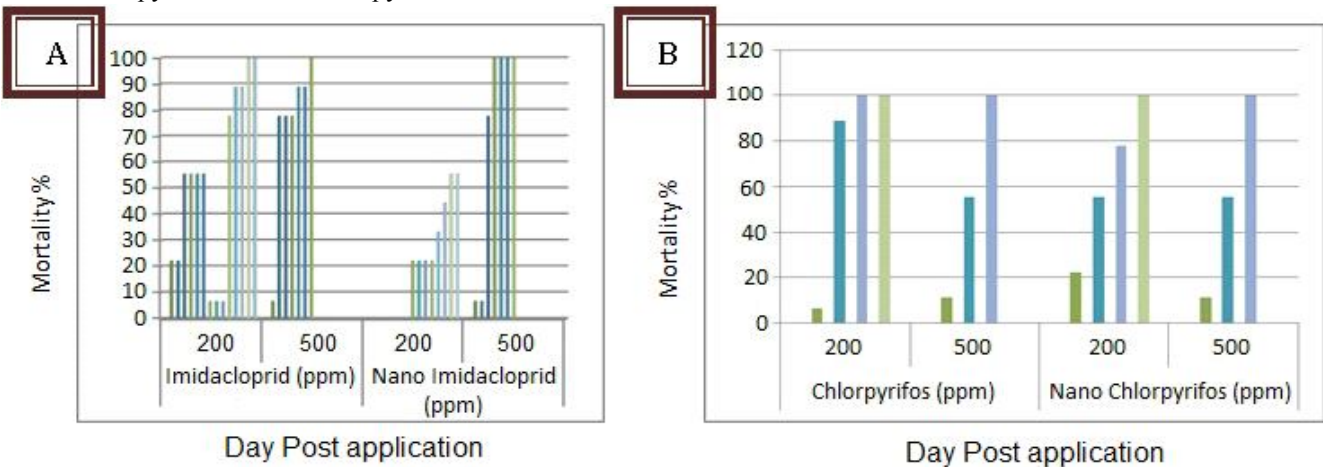 A
100
90
80
70
60
50
40
30
20
10
0
Mortality%
200 500 200 500
Imidacloprid (ppm) Nano Imidacloprid
(ppm)
Day Post application
B
120
100
80
60
40
20
0
Mortality%
200 500 200 500
Chlorpyrifos (ppm) Nano Chlorpyrifos (ppm)
Day Post application